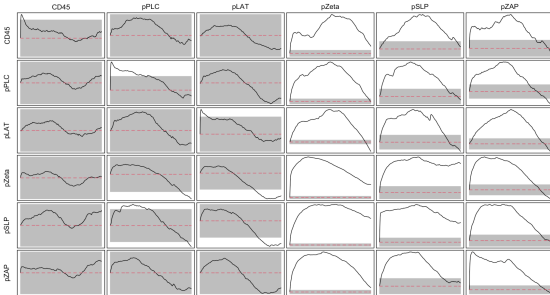 CD45 pPLC pLAT pZeta pSLP pZAP
CD45
pPLC
pLAT
pZeta
pSLP
pZAP